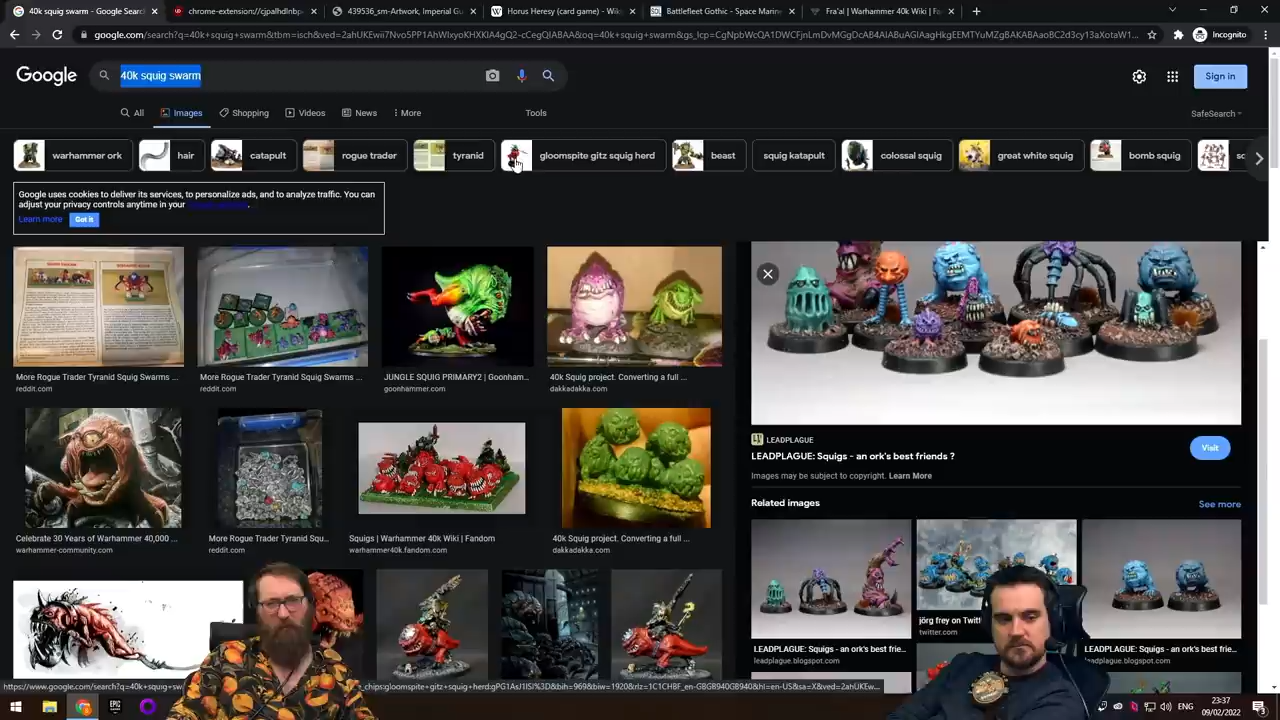 40k squig swarm - Google Search
chrome-extension://cjpalhdlnbp
439536_sm-Artwork, Imperial Gu
Horus Heresy (card game) - Wik
Battlefleet Gothic - Space Marine
Fra'al | Warhammer 40k Wiki | Fan
Incognito
Google
40k squig swarm
Sign in
All
Images
Shopping
Videos
News
More
Tools
SafeSearch
warhammer ork
hair
catapult
rogue trader
tyranid
gloomspite gitz squig herd
beast
squig katapult
colossal squig
great white squig
bomb squig
Google uses cookies to deliver its services, to personalize ads, and to analyze traffic. You can
adjust your privacy controls anytime in your
Learn more
Got it
More Rogue Trader Tyranid Squig Swarms ...
reddit.com
More Rogue Trader Tyranid Squig Swarms ...
reddit.com
JUNGLE SQUIG PRIMARY2 | Goonham...
goonhammer.com
40k Squig project. Converting a full ...
dakkadakka.com
LEADPLAGUE
LEADPLAGUE: Squigs - an ork's best friends ?
Visit
Images may be subject to copyright. Learn More
Related images
See more
Celebrate 30 Years of Warhammer 40,000 ...
warhammer-community.com
More Rogue Trader Tyranid Squ...
reddit.com
Squigs | Warhammer 40k Wiki | Fandom
warhammer40k.fandom.com
40k Squig project. Converting a full ...
dakkadakka.com
LEADPLAGUE: Squigs - an ork's best frie...
leadplague.blogspot.com
jörg frey on Twitt
twitter.com
LEADPLAGUE: Squigs - an ork's best frie...
leadplague.blogspot.com
23:37
09/02/2022